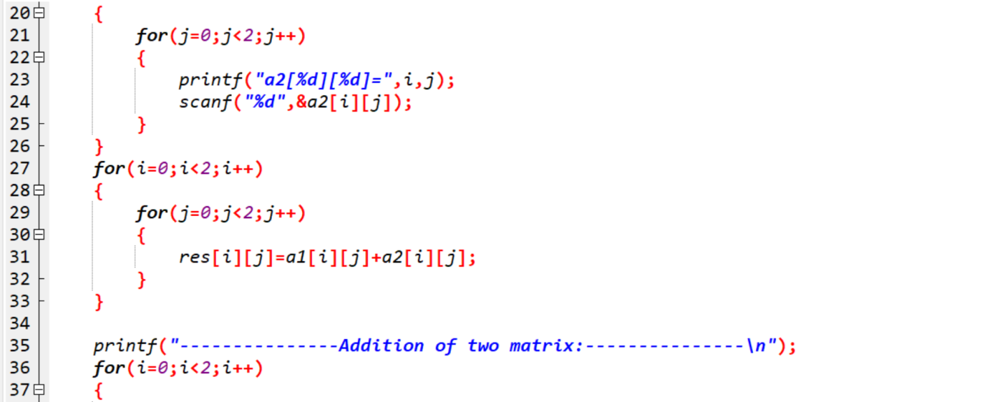 20 {
21 for(j=0;j<2;j++)
22 {
23 printf("a2[%d][%d]=",i,j);
24 scanf("%d",&a2[i][j]);
25 }
26 }
27 for(i=0;i<2;i++)
28 {
29 for(j=0;j<2;j++)
30 {
31 res[i][j]=a1[i][j]+a2[i][j];
32 }
33 }
34
35 printf("---------------Addition of two matrix:---------------\n");
36 for(i=0;i<2;i++)
37 {